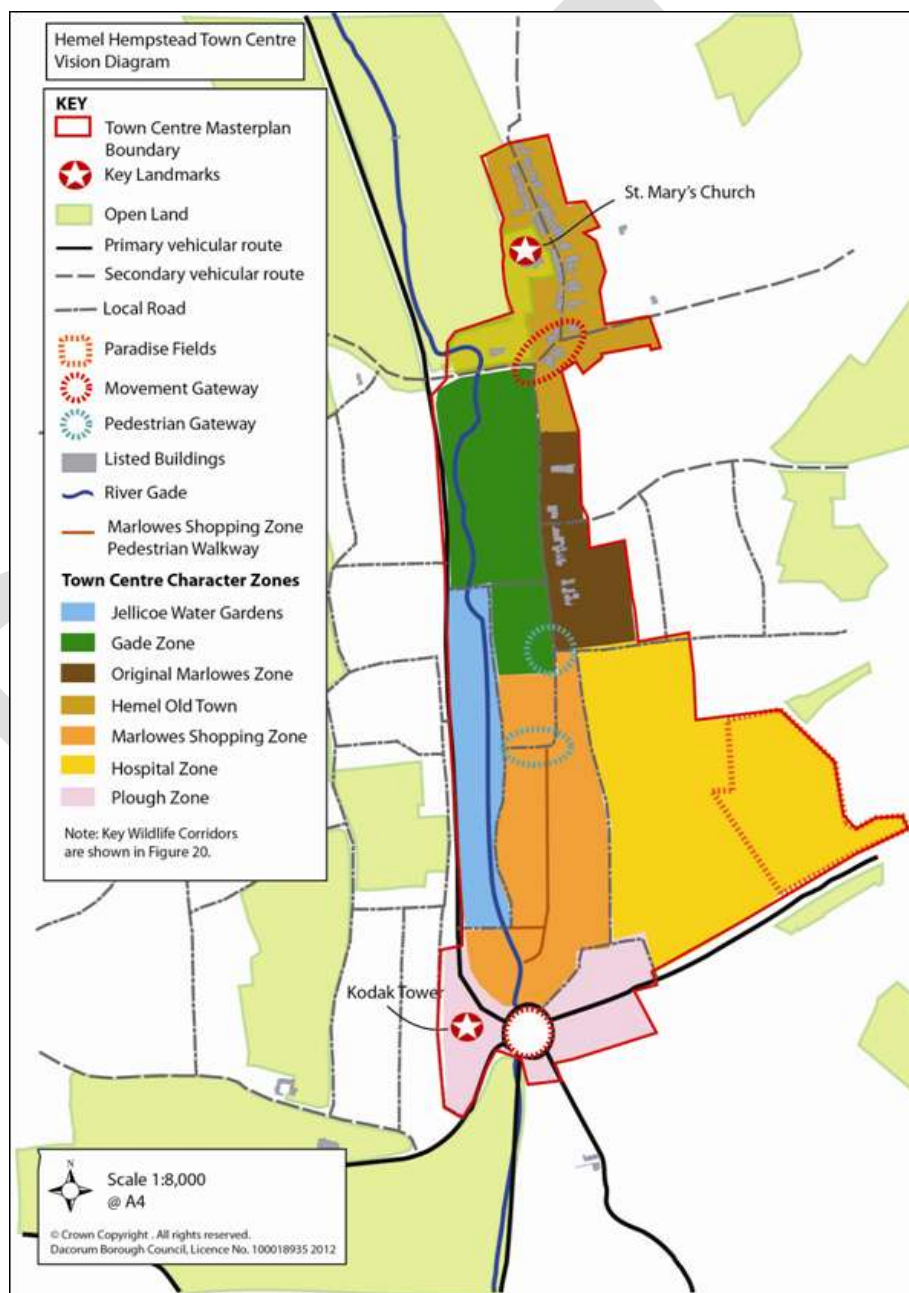 Hemel Hempstead Town Centre
Vision Diagram
KEY
Town Centre Masterplan
Boundary
Key Landmarks
Open Land
Primary vehicular route
Secondary vehicular route
Local Road
Paradise Fields
Movement Gateway
Pedestrian Gateway
Listed Buildings
River Gade
Marlowes Shopping Zone
Pedestrian Walkway
Town Centre Character Zones
Jellicoe Water Gardens
Gade Zone
Original Marlowes Zone
Hemel Old Town
Marlowes Shopping Zone
Hospital Zone
Plough Zone
Note: Key Wildlife Corridors
are shown in Figure 20.
St. Mary's Church
Kodak Tower
N
Scale 1:8,000
@ A4
© Crown Copyright . All rights reserved.
Dacorum Borough Council, Licence No. 100018935 2012